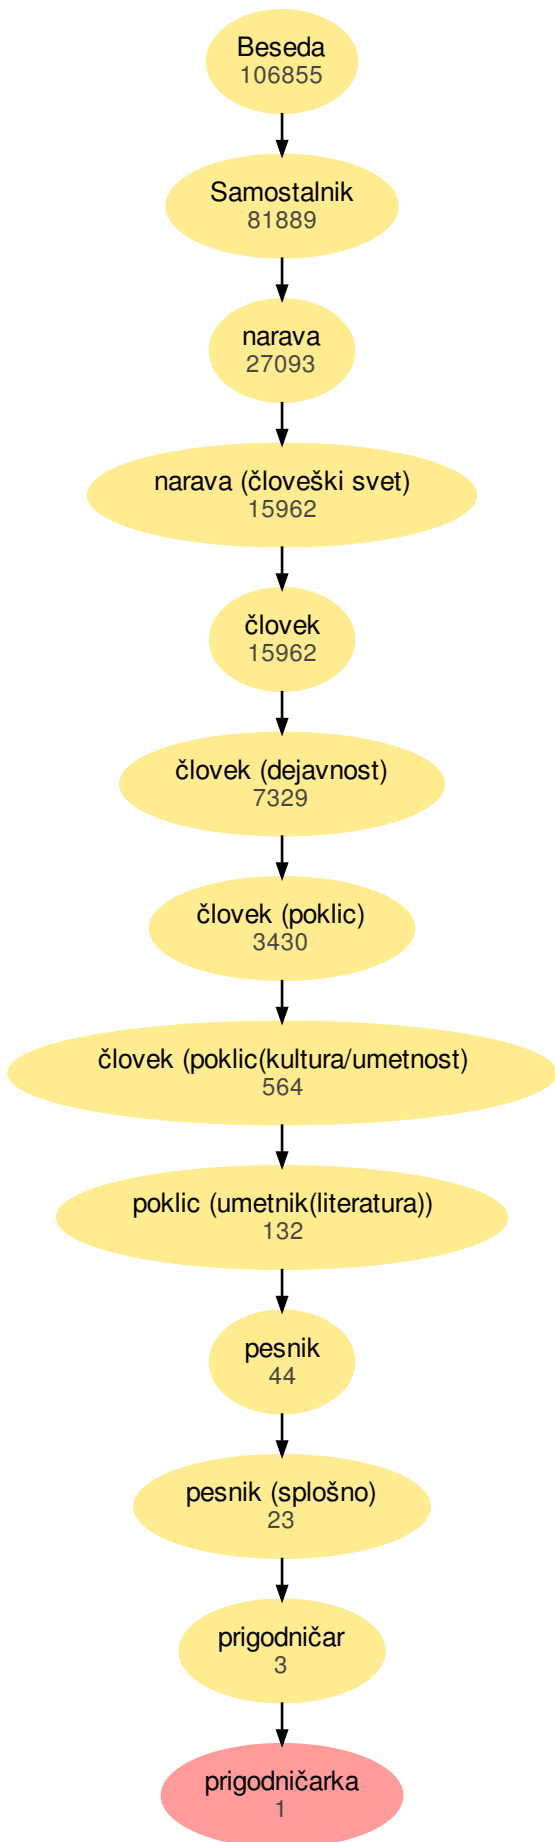 Beseda
106855
Samostalnik
81889
narava
27093
narava (človeški svet)
15962
človek
15962
človek (dejavnost)
7329
človek (poklic)
3430
človek (poklic(kultura/umetnost)
564
poklic (umetnik(literatura))
132
pesnik
44
pesnik (splošno)
23
prigodničar
3
prigodničarka
1